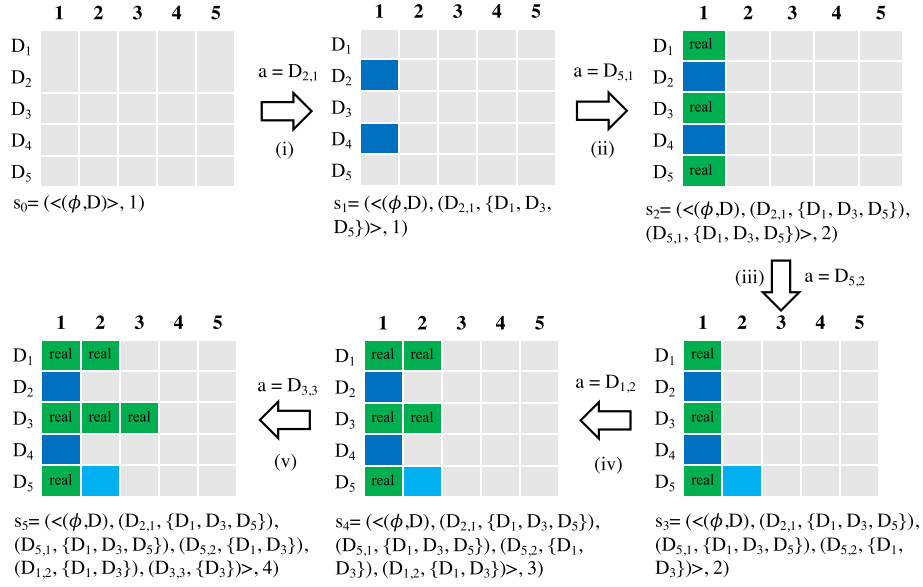 1 2 3 4 5
D1
D2
D3
D4
D5
s0= (<(ϕ,D)>, 1)
a = D2,1
(i)
1 2 3 4 5
D1
D2
D3
D4
D5
s1= (<(ϕ,D), (D2,1, {D1, D3,
D5})>, 1)
a = D5,1
(ii)
1 2 3 4 5
D1 real
D2
D3 real
D4
D5 real
s2= (<(ϕ,D), (D2,1, {D1, D3, D5}),
(D5,1, {D1, D3, D5})>, 2)
(iii) a = D5,2
1 2 3 4 5
D1 real
D2
D3 real
D4
D5 real
s3= (<(ϕ,D), (D2,1, {D1, D3, D5}),
(D5,1, {D1, D3, D5}), (D5,2, {D1,
D3})>, 2)
a = D1,2
(iv)
1 2 3 4 5
D1 real real
D2
D3 real real
D4
D5 real
s4= (<(ϕ,D), (D2,1, {D1, D3, D5}),
(D5,1, {D1, D3, D5}), (D5,2, {D1,
D3}), (D1,2, {D1, D3})>, 3)
a = D3,3
(v)
1 2 3 4 5
D1 real real
D2
D3 real real real
D4
D5 real
s5= (<(ϕ,D), (D2,1, {D1, D3, D5}),
(D5,1, {D1, D3, D5}), (D5,2, {D1, D3}),
(D1,2, {D1, D3}), (D3,3, {D3})>, 4)